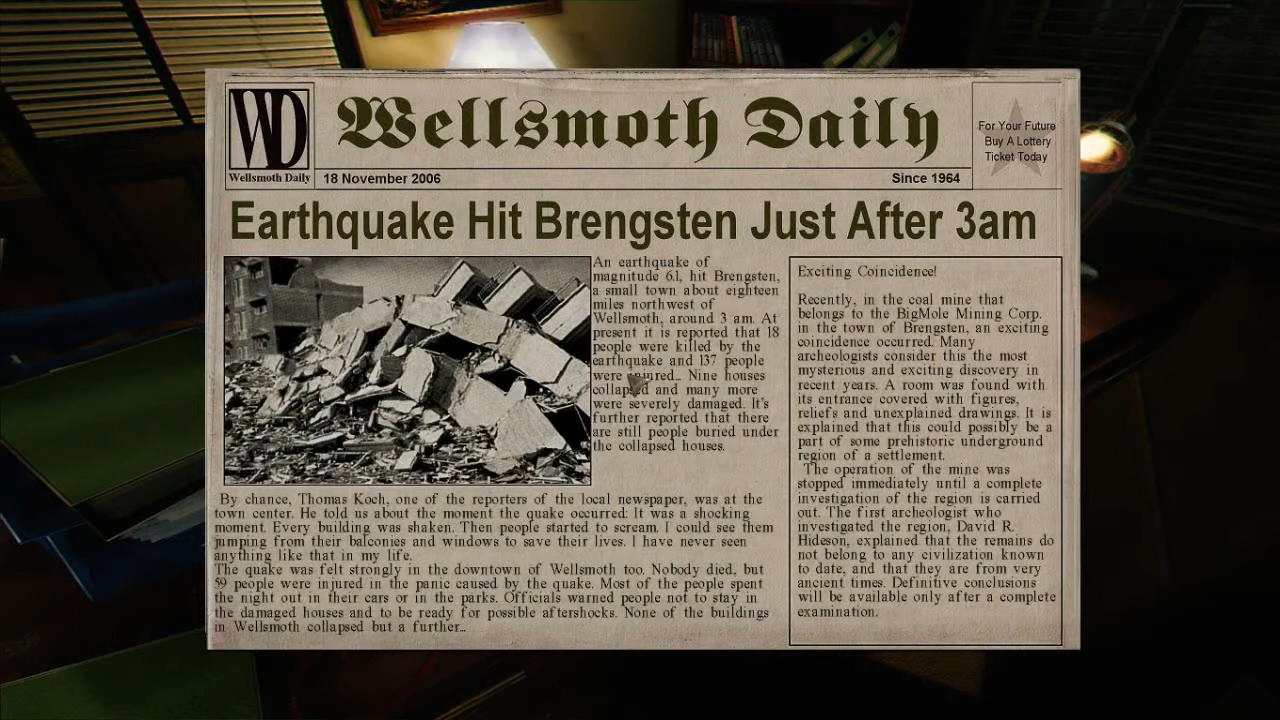 WD
Wellsmoth Daily
Wellsmoth Daily
18 November 2006
Since 1964
For Your Future
Buy A Lottery
Ticket Today
Earthquake Hit Brengsten Just After 3am
An earthquake of
magnitude 6.1, hit Brengsten,
a small town about eighteen
miles northwest of
Wellsmoth, around 3 am. At
present it is reported that 18
people were killed by the
earthquake and 137 people
were injured... Nine houses
collapsed and many more
were severely damaged. It's
further reported that there
are still people buried under
the collapsed houses.
By chance, Thomas Koch, one of the reporters of the local newspaper, was at the
town center. He told us about the moment the quake occurred: It was a shocking
moment. Every building was shaken. Then people started to scream. I could see them
jumping from their balconies and windows to save their lives. I have never seen
anything like that in my life.
The quake was felt strongly in the downtown of Wellsmoth too. Nobody died, but
59 people were injured in the panic caused by the quake. Most of the people spent
the night out in their cars or in the parks. Officials warned people not to stay in
the damaged houses and to be ready for possible aftershocks. None of the buildings
in Wellsmoth collapsed but a further...
Exciting Coincidence!
Recently, in the coal mine that
belongs to the BigMole Mining Corp.
in the town of Brengsten, an exciting
coincidence occurred. Many
archeologists consider this the most
mysterious and exciting discovery in
recent years. A room was found with
its entrance covered with figures,
reliefs and unexplained drawings. It is
explained that this could possibly be a
part of some prehistoric underground
region of a settlement.
The operation of the mine was
stopped immediately until a complete
investigation of the region is carried
out. The first archeologist who
investigated the region, David R.
Hideson, explained that the remains do
not belong to any civilization known
to date, and that they are from very
ancient times. Definitive conclusions
will be available only after a complete
examination.